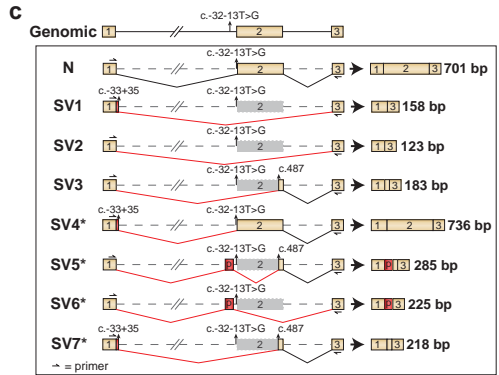 c
c.-32-13T>G
Genomic 1 2 3
c.-32-13T>G
N 1 2 3 1 2 3 701 bp
c.-33+35 c.-32-13T>G
SV1 1 2 3 1 3 158 bp
c.-32-13T>G
SV2 1 2 3 1 3 123 bp
c.-32-13T>G c.487
SV3 1 2 3 1 3 183 bp
c.-33+35 c.-32-13T>G
SV4* 1 2 3 1 2 3 736 bp
c.-32-13T>G c.487
SV5* 1 p 2 3 1 p 3 285 bp
c.-32-13T>G
SV6* 1 p 2 3 1 p 3 225 bp
c.-33+35 c.-32-13T>G c.487
SV7* 1 2 3 1 3 218 bp
= primer